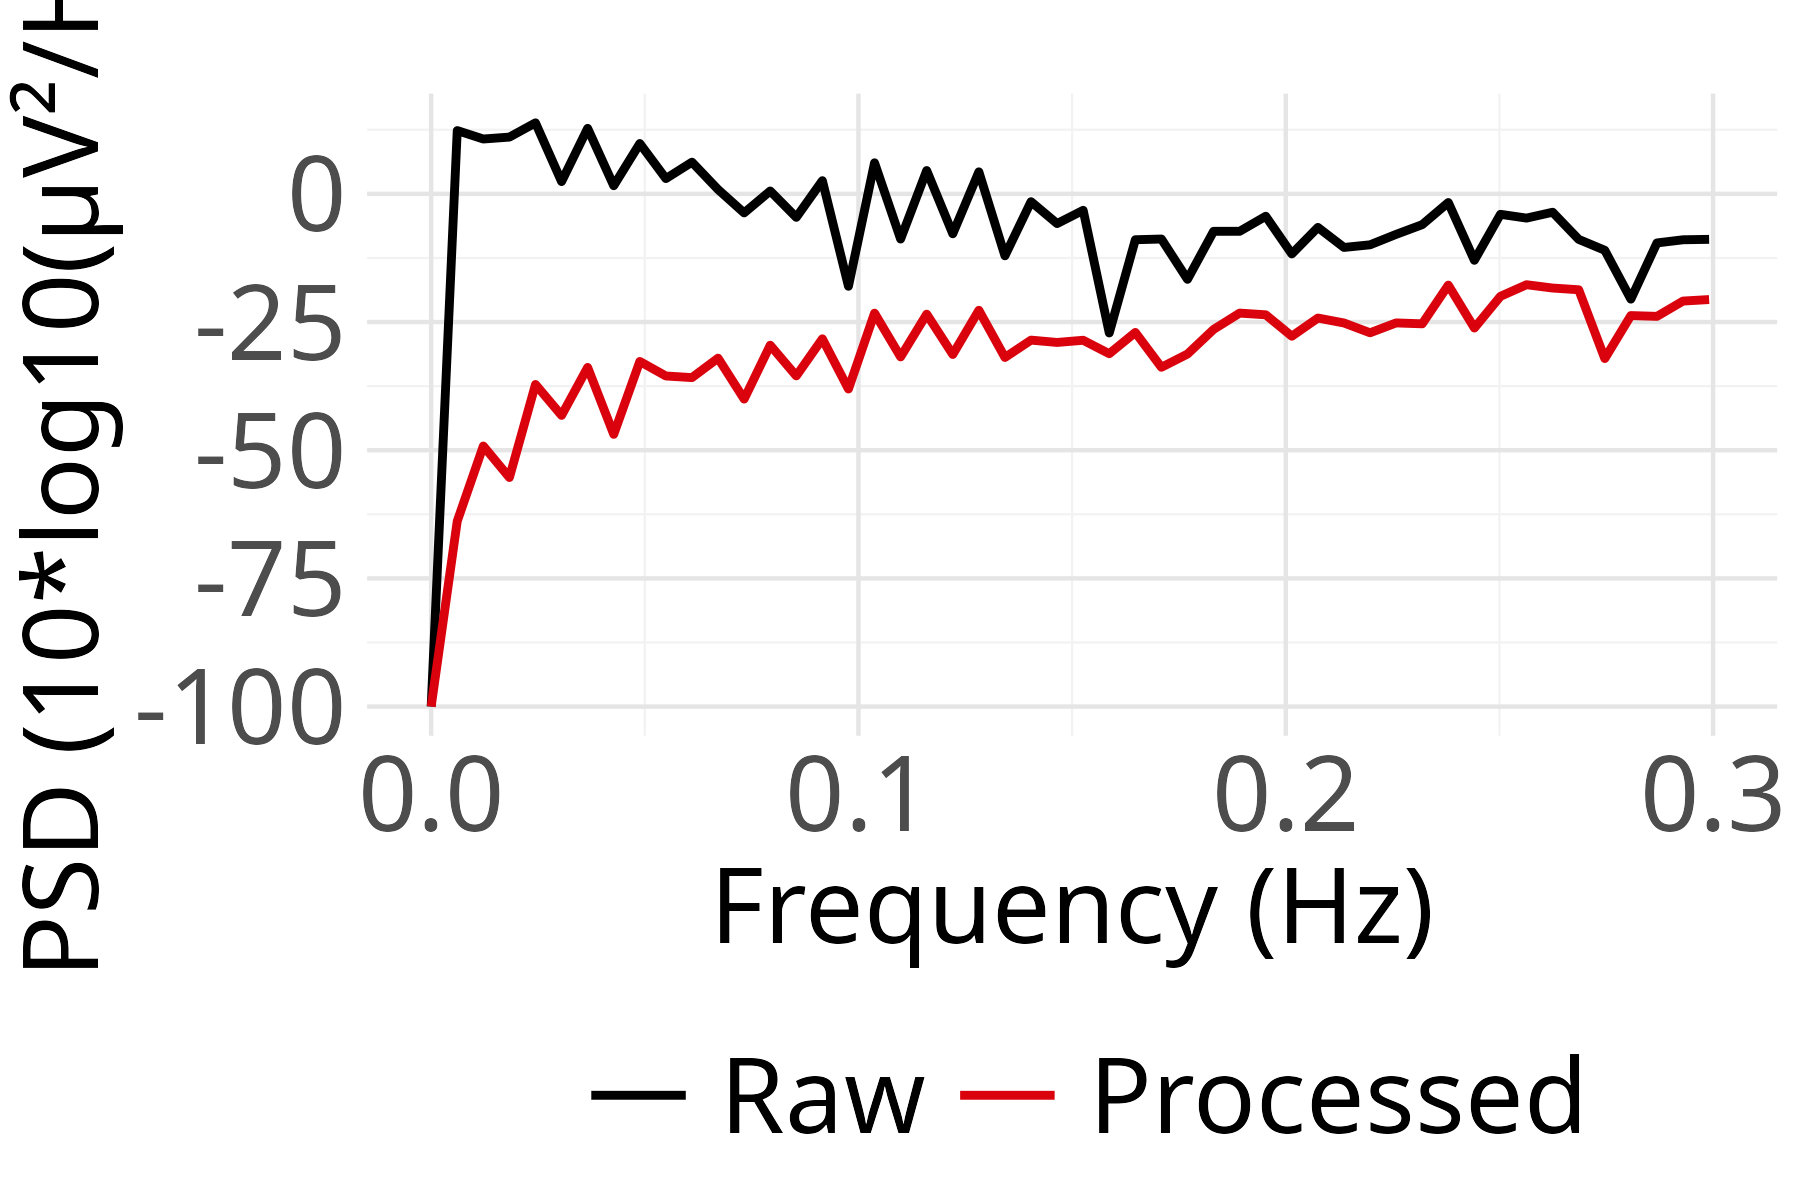 PSD (10*log10(μV²/H
0
-25
-50
-75
-100
0.0 0.1 0.2 0.3
Frequency (Hz)
Raw Processed